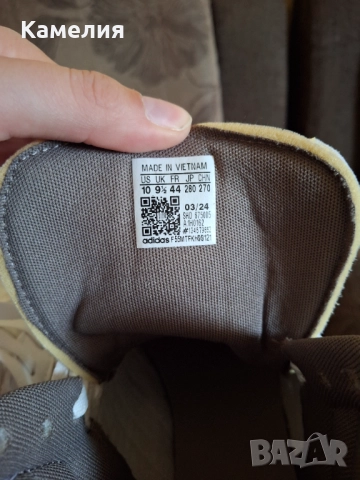 Камелия
MADE IN VIETNAM
US UK FR JP CHN
10 9½ 44 280 270
03/24
adidas
BAZAR